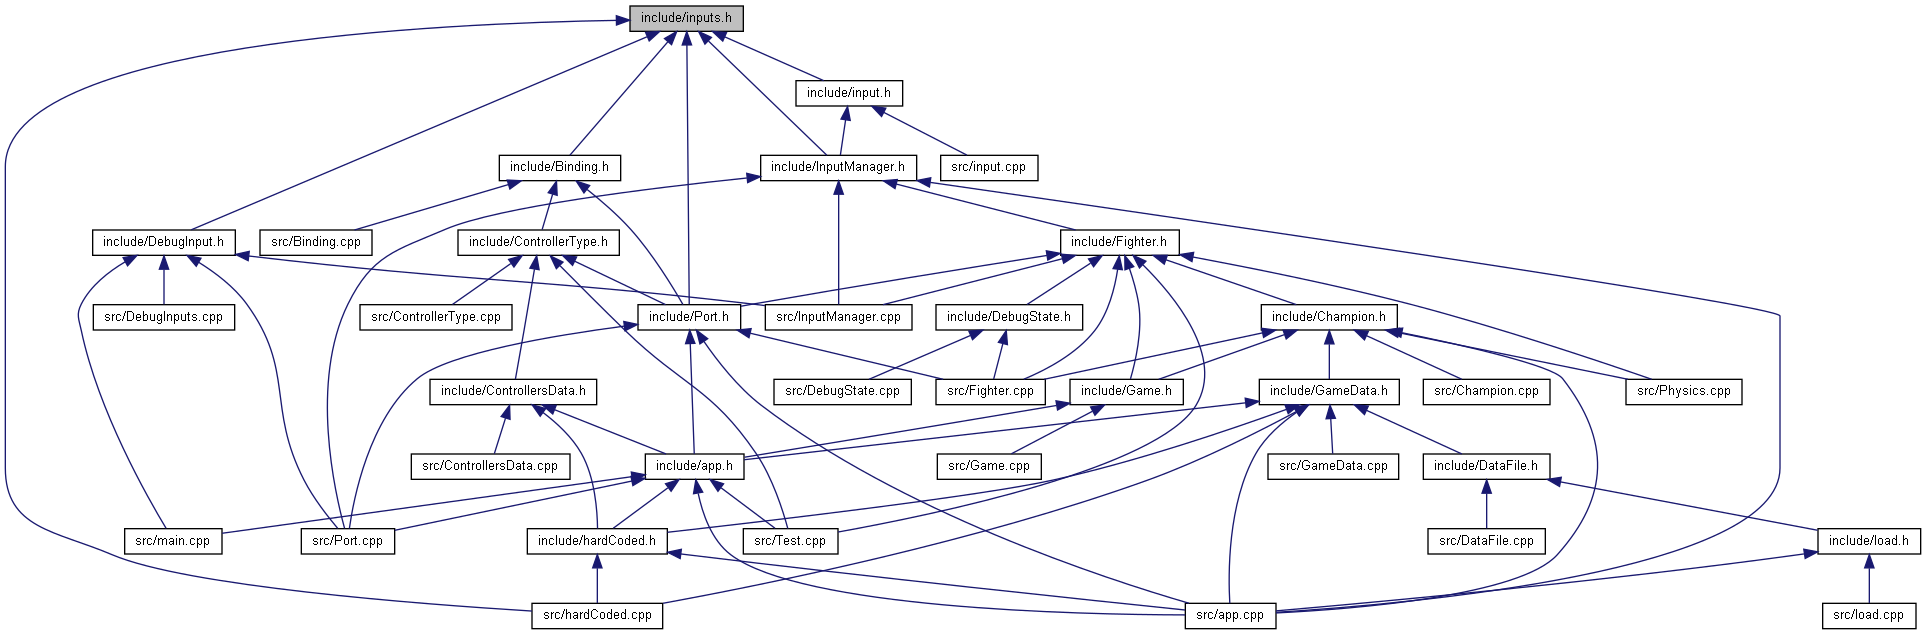 include/inputs.h
include/input.h
include/Binding.h
include/InputManager.h
src/input.cpp
include/DebugInput.h
src/Binding.cpp
include/ControllerType.h
include/Fighter.h
src/DebugInputs.cpp
src/ControllerType.cpp
include/Port.h
src/InputManager.cpp
include/DebugState.h
include/Champion.h
include/ControllersData.h
src/DebugState.cpp
src/Fighter.cpp
include/Game.h
include/GameData.h
src/Champion.cpp
src/Physics.cpp
src/ControllersData.cpp
include/app.h
src/Game.cpp
src/GameData.cpp
include/DataFile.h
src/main.cpp
src/Port.cpp
include/hardCoded.h
src/Test.cpp
src/DataFile.cpp
include/load.h
src/hardCoded.cpp
src/app.cpp
src/load.cpp